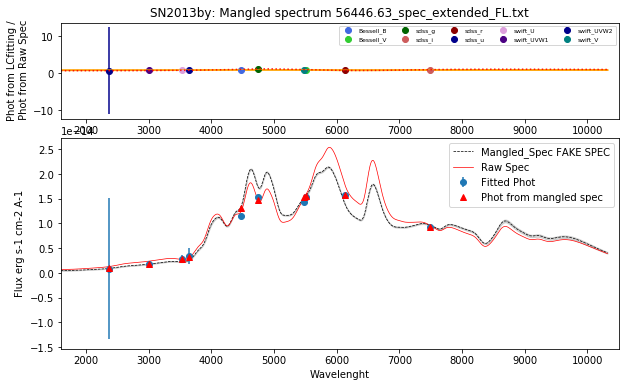 SN2013by: Mangled spectrum 56446.63_spec_extended_FL.txt
Phot from LCfitting /
Phot from Raw Spec
10
0
−10
Bessell_B
Bessell_V
sdss_g
sdss_i
sdss_r
sdss_u
swift_U
swift_UVW1
swift_UVW2
swift_V
2000 3000 4000 5000 6000 7000 8000 9000 10000
1e−14
Flux erg s-1 cm-2 A-1
2.5
2.0
1.5
1.0
0.5
0.0
−0.5
−1.0
−1.5
Mangled_Spec FAKE SPEC
Raw Spec
Fitted Phot
Phot from mangled spec
2000 3000 4000 5000 6000 7000 8000 9000 10000
Wavelenght